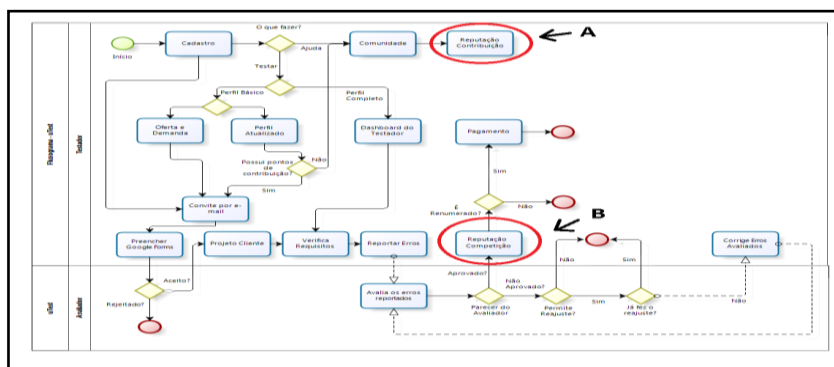 O que fazer?
A
Início
Cadastro
Ajuda
Comunidade
Reputação
Contribuição
Testar
Perfil Básico
Perfil
Completo
Oferta e
Demanda
Perfil
Atualizado
Dashboard do
Testador
Pagamento
Possui pontos
de
contribuição?
Não
Sim
Sim
Convite por e-
mail
É
Renumerado?
Não
B
Preencher
Google Forms
Projeto Cliente
Verifica
Requisitos
Reportar Erros
Reputação
Competição
Não
Sim
Corrige Erros
Avaliados
Aceito?
Rejeitado?
Avalia os erros
reportados
Aprovado?
Não
Aprovado?
Parecer do
Avaliador
Sim
Permite
Reajuste?
Já fez o
reajuste?
Não
Fluxograma - uTest
Testador
uTest
Avaliador